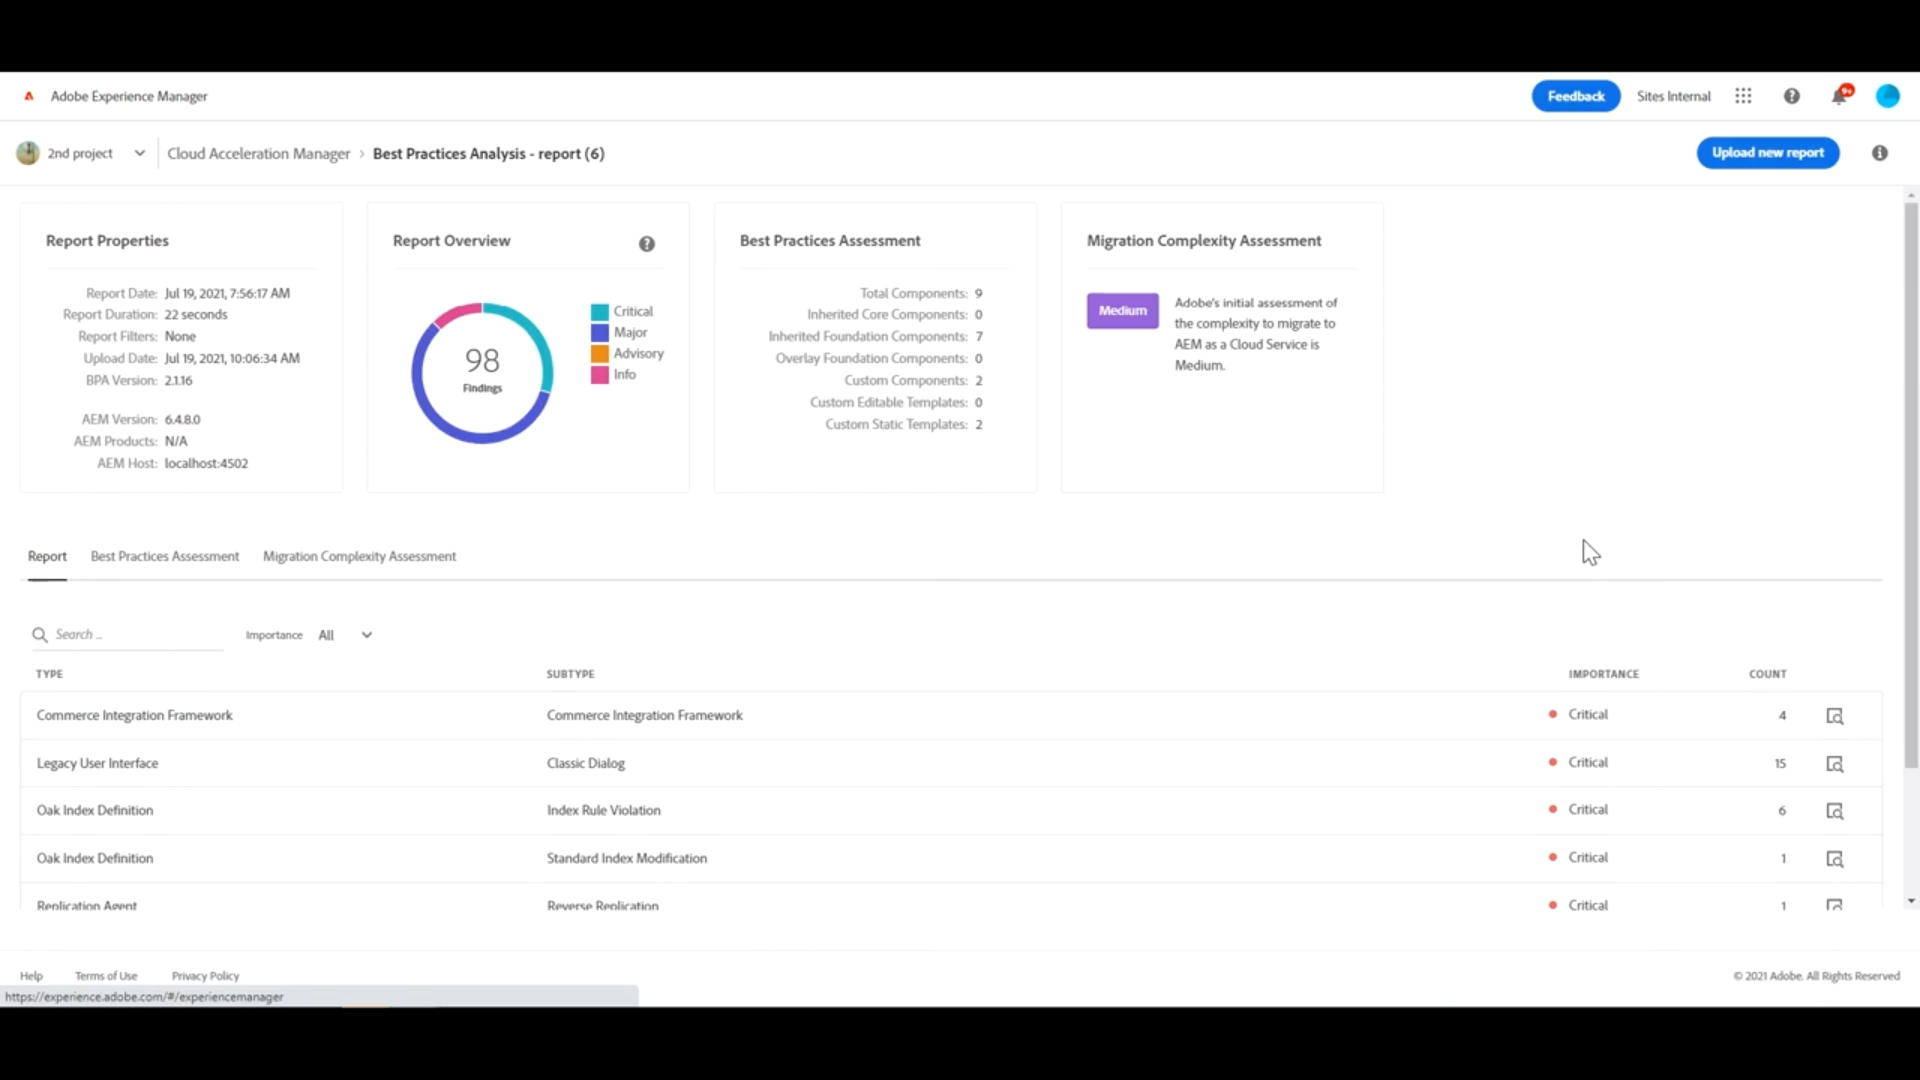 Adobe Experience Manager
Feedback
Sites Internal
9+
2nd project
Cloud Acceleration Manager › Best Practices Analysis - report (6)
Upload new report
Report Properties
Report Date: Jul 19, 2021, 7:56:17 AM
Report Duration: 22 seconds
Report Filters: None
Upload Date: Jul 19, 2021, 10:06:34 AM
BPA Version: 2.1.16
AEM Version: 6.4.8.0
AEM Products: N/A
AEM Host: localhost:4502
Report Overview
98
Findings
Critical
Major
Advisory
Info
Best Practices Assessment
Total Components: 9
Inherited Core Components: 0
Inherited Foundation Components: 7
Overlay Foundation Components: 0
Custom Components: 2
Custom Editable Templates: 0
Custom Static Templates: 2
Migration Complexity Assessment
Medium
Adobe's initial assessment of
the complexity to migrate to
AEM as a Cloud Service is
Medium.
Report Best Practices Assessment Migration Complexity Assessment
Search ...
Importance All
TYPE SUBTYPE IMPORTANCE COUNT
Commerce Integration Framework Commerce Integration Framework Critical 4
Legacy User Interface Classic Dialog Critical 15
Oak Index Definition Index Rule Violation Critical 6
Oak Index Definition Standard Index Modification Critical 1
Replication Agent Reverse Replication Critical 1
Help Terms of Use Privacy Policy
© 2021 Adobe. All Rights Reserved
https://experience.adobe.com/#/experiencemanager